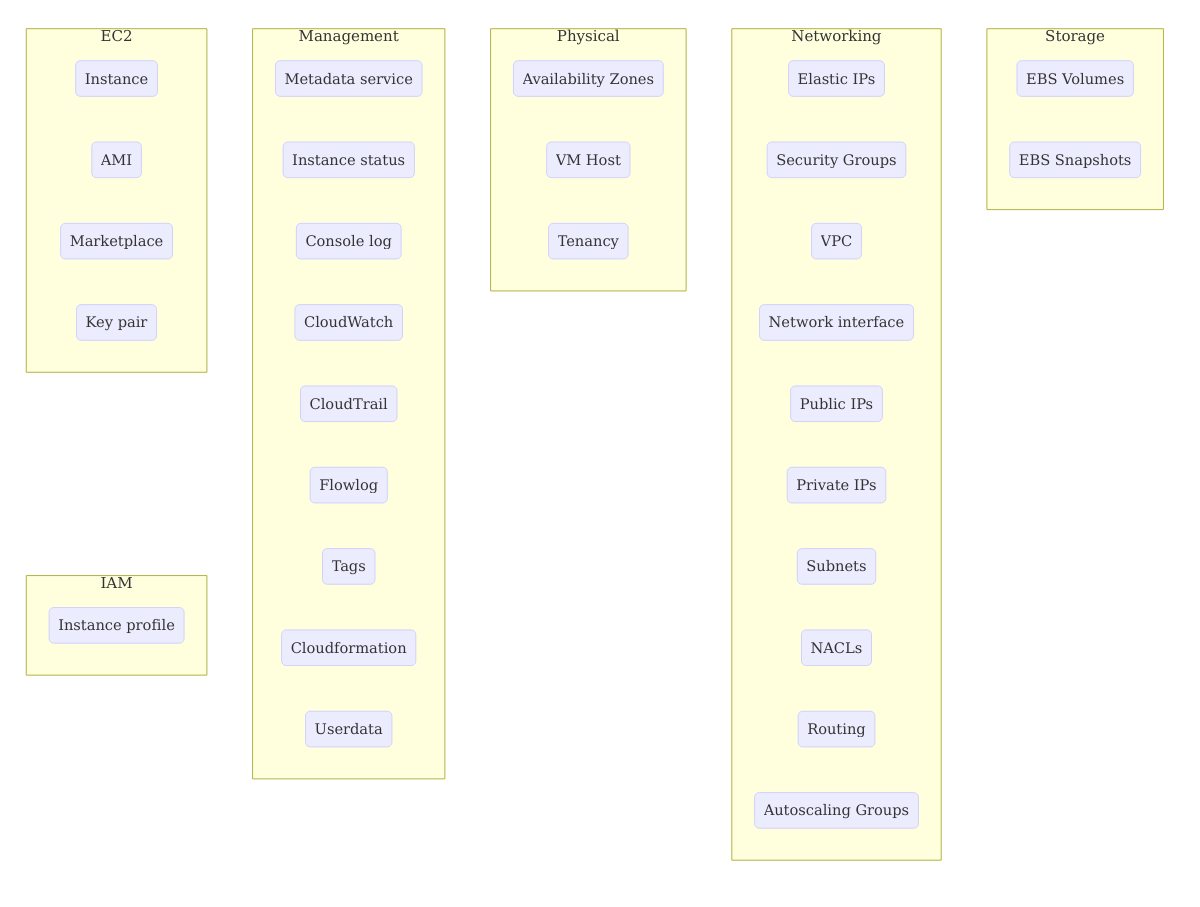 EC2
Instance
AMI
Marketplace
Key pair
IAM
Instance profile
Management
Metadata service
Instance status
Console log
CloudWatch
CloudTrail
Flowlog
Tags
Cloudformation
Userdata
Physical
Availability Zones
VM Host
Tenancy
Networking
Elastic IPs
Security Groups
VPC
Network interface
Public IPs
Private IPs
Subnets
NACLs
Routing
Autoscaling Groups
Storage
EBS Volumes
EBS Snapshots